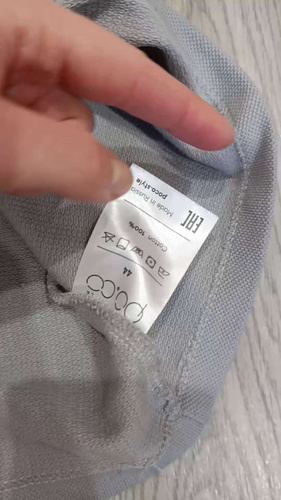 po.co
44
Cotton 100%
EAC
Made in Russia
poco.style